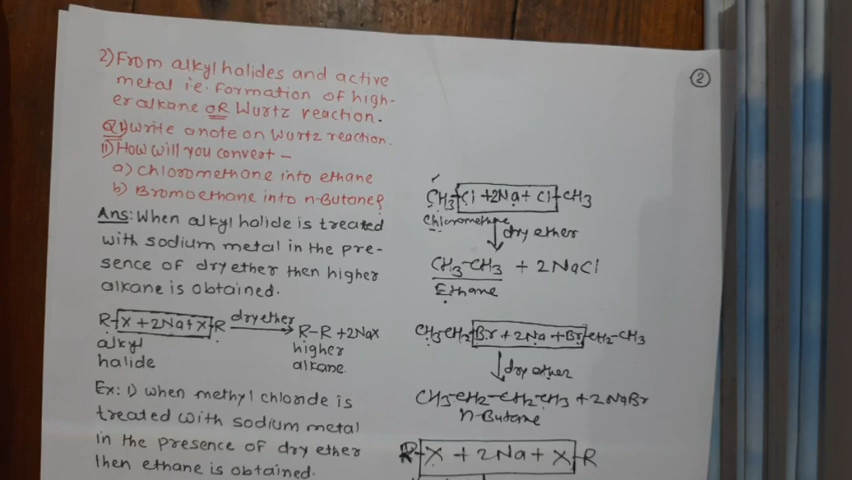 2
2) From alkyl halides and active
metal i.e. formation of high-
er alkane OR Wurtz reaction.
Q.1) Write a note on Wurtz reaction.
ii) How will you convert –
a) chloromethane into ethane
b) Bromoethane into n-Butane?
Ans: When alkyl halide is treated
with sodium metal in the pre-
sence of dry ether then higher
alkane is obtained.
R-X + 2Na + X-R dry ether → R-R + 2NaX
alkyl higher
halide alkane
Ex: 1) when methyl chloride is
treated with sodium metal
in the presence of dry ether
then ethane is obtained.
CH3-Cl + 2Na + Cl-CH3
Chloromethane
↓ dry ether
CH3-CH3 + 2NaCl
Ethane
CH3-CH2-Br + 2Na + Br-CH2-CH3
↓ dry ether
CH3-CH2-CH2-CH3 + 2NaBr
n-Butane
R-X + 2Na + X-R